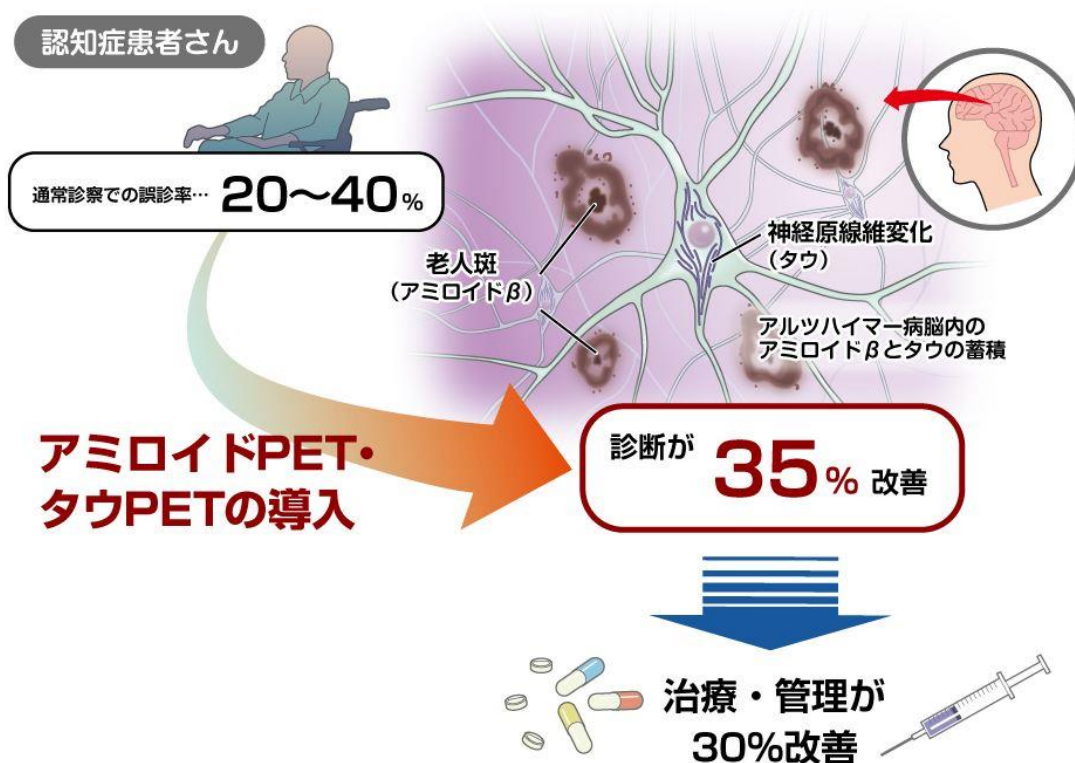 認知症患者さん
通常診察での誤診率… 20～40%
老人斑
（アミロイドβ）
神経原線維変化
（タウ）
アルツハイマー病脳内の
アミロイドβとタウの蓄積
アミロイドPET・
タウPETの導入
診断が 35% 改善
治療・管理が
30%改善